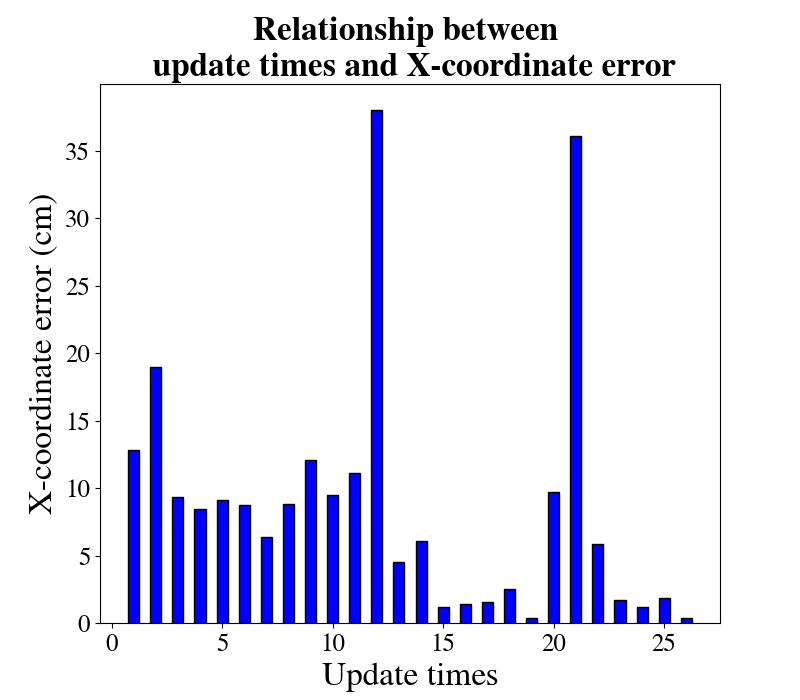 Relationship between
update times and X-coordinate error
X-coordinate error (cm)
35
30
25
20
15
10
5
0
0 5 10 15 20 25
Update times